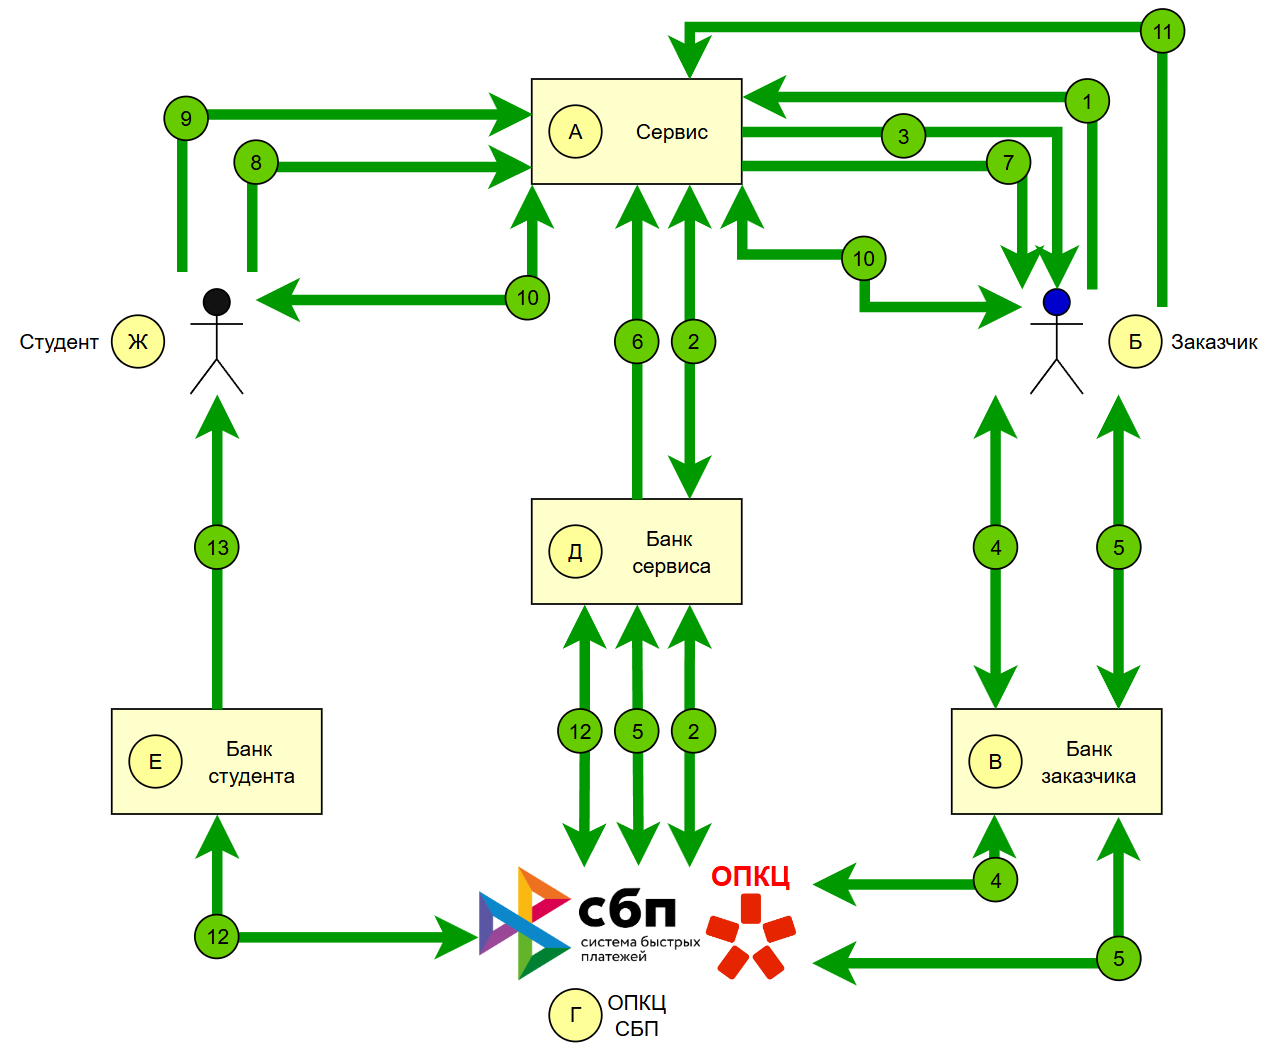 11
1
9
А
Сервис
3
8
7
10
10
Студент
Ж
6
2
Б
Заказчик
13
Д
Банк
сервиса
4
5
12
5
2
Е
Банк
студента
В
Банк
заказчика
ОПКЦ
4
сбп
система быстрых
платежей
12
5
Г
ОПКЦ
СБП